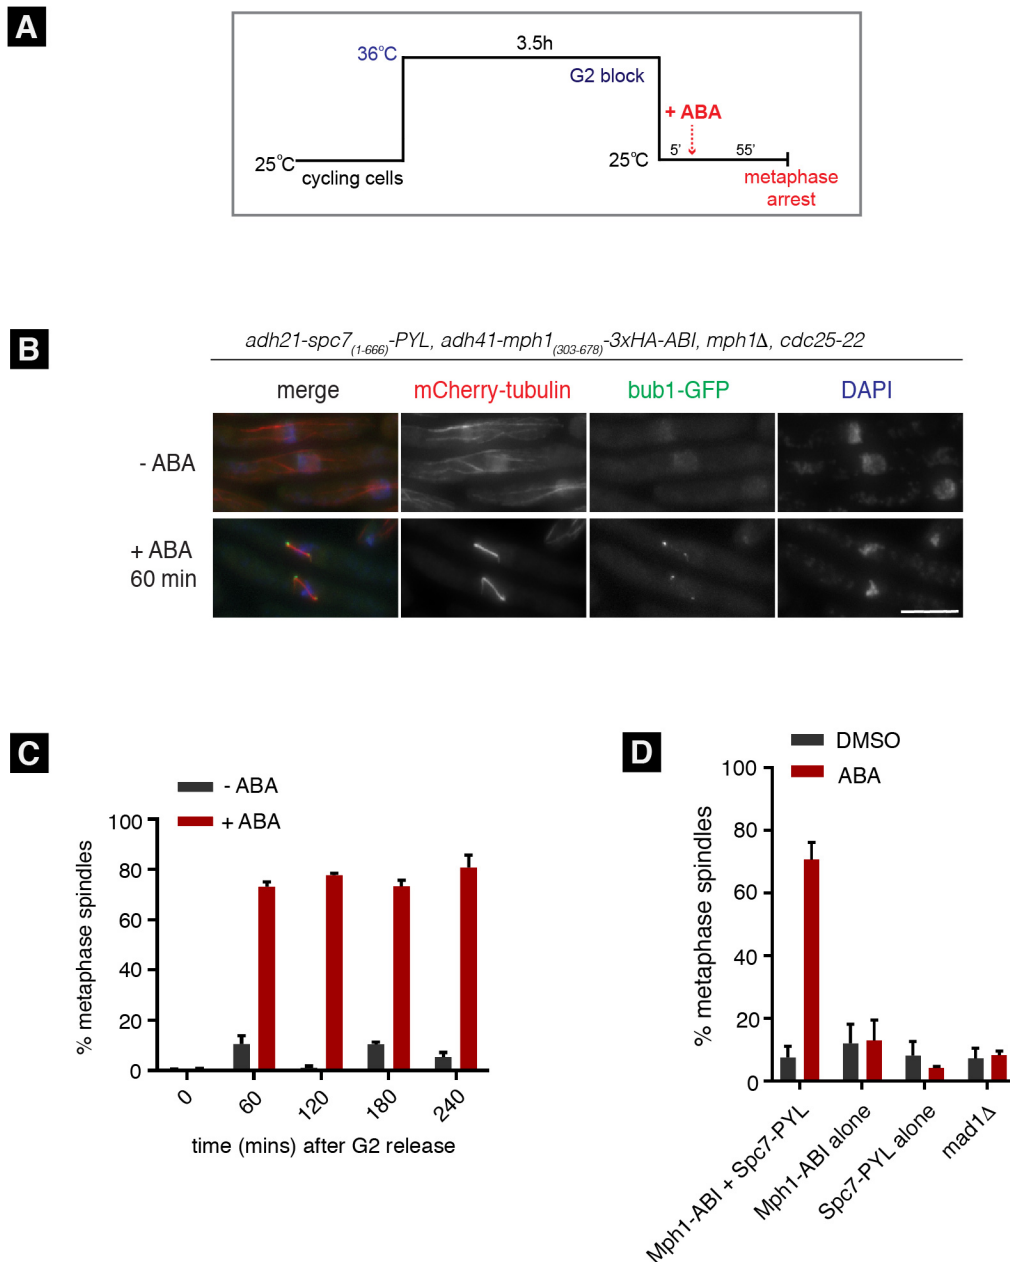 A
36°C
3.5h
G2 block
+ ABA
25°C
cycling cells
25°C
5'
55'
metaphase
arrest
B
adh21-spc7(1-666)-PYL, adh41-mph1(303-678)-3xHA-ABI, mph1Δ, cdc25-22
merge
mCherry-tubulin
bub1-GFP
DAPI
- ABA
+ ABA
60 min
C
- ABA
+ ABA
% metaphase spindles
100
80
60
40
20
0
0
60
120
180
240
time (mins) after G2 release
D
DMSO
ABA
% metaphase spindles
100
80
60
40
20
0
Mph1-ABI + Spc7-PYL
Mph1-ABI alone
Spc7-PYL alone
mad1Δ